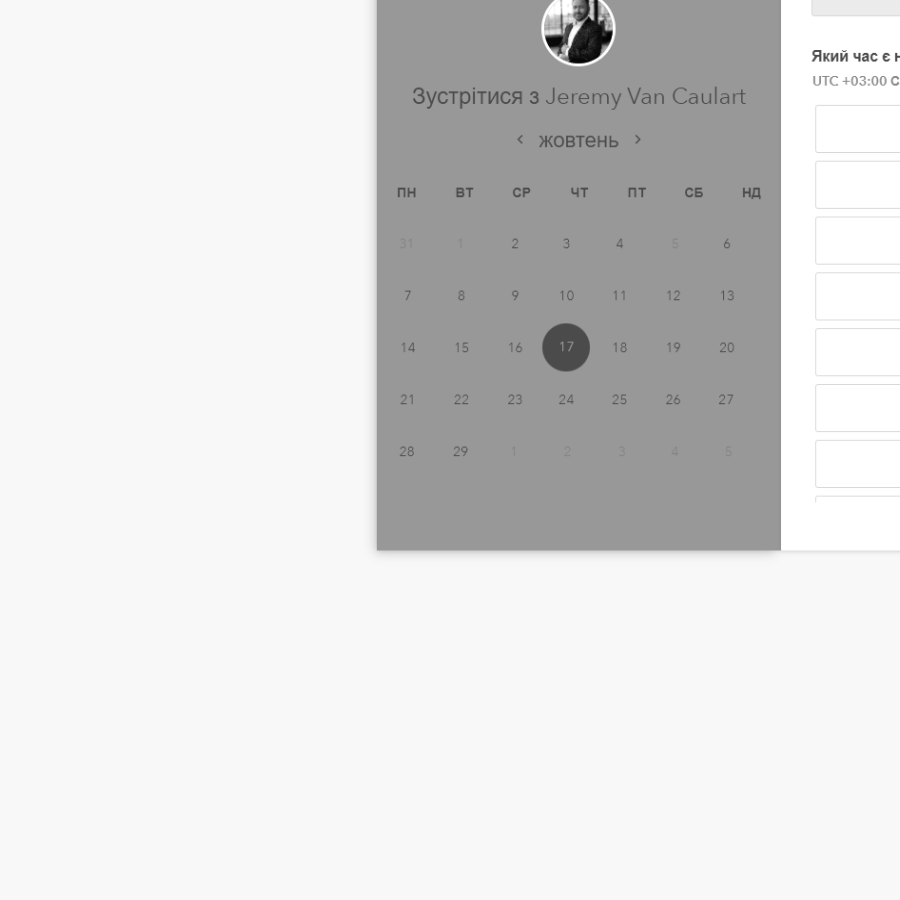 Зустрітися з Jeremy Van Caulart
жовтень
ПН ВТ СР ЧТ ПТ СБ НД
31 1 2 3 4 5 6
7 8 9 10 11 12 13
14 15 16 17 18 19 20
21 22 23 24 25 26 27
28 29 1 2 3 4 5
Який час є
UTC +03:00